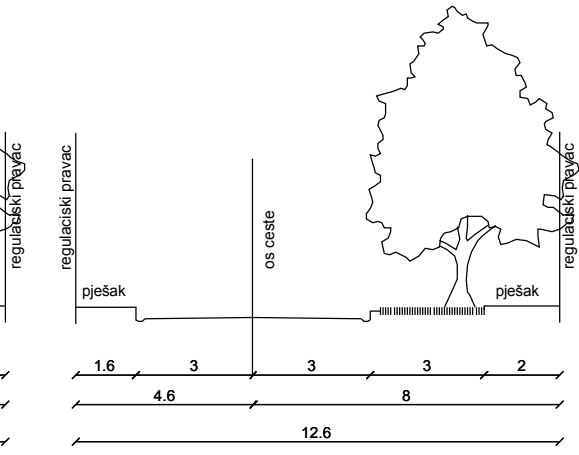 regulaciski pravac
regulaciski pravac
os ceste
regulaciski pravac
pješak
pješak
1.6 3 3 3 2
4.6 8
12.6